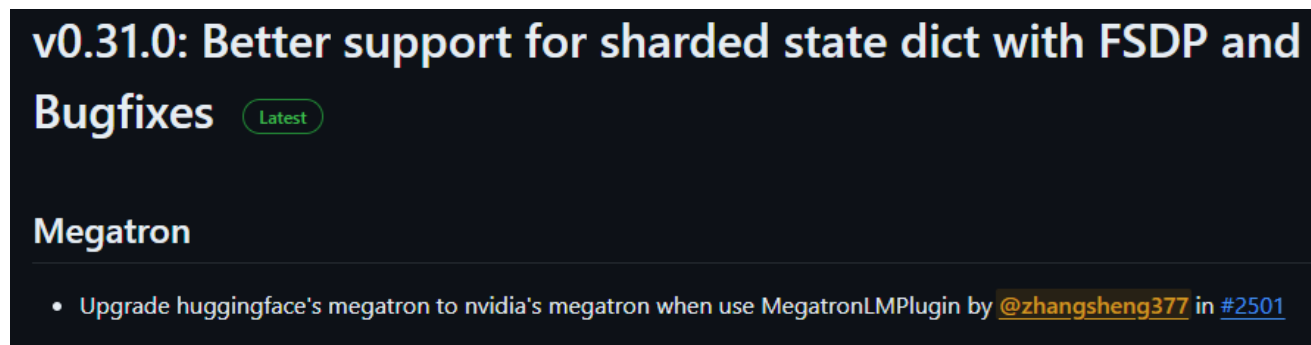 v0.31.0: Better support for sharded state dict with FSDP and
Bugfixes Latest
Megatron
• Upgrade huggingface's megatron to nvidia's megatron when use MegatronLMPlugin by @zhangsheng377 in #2501